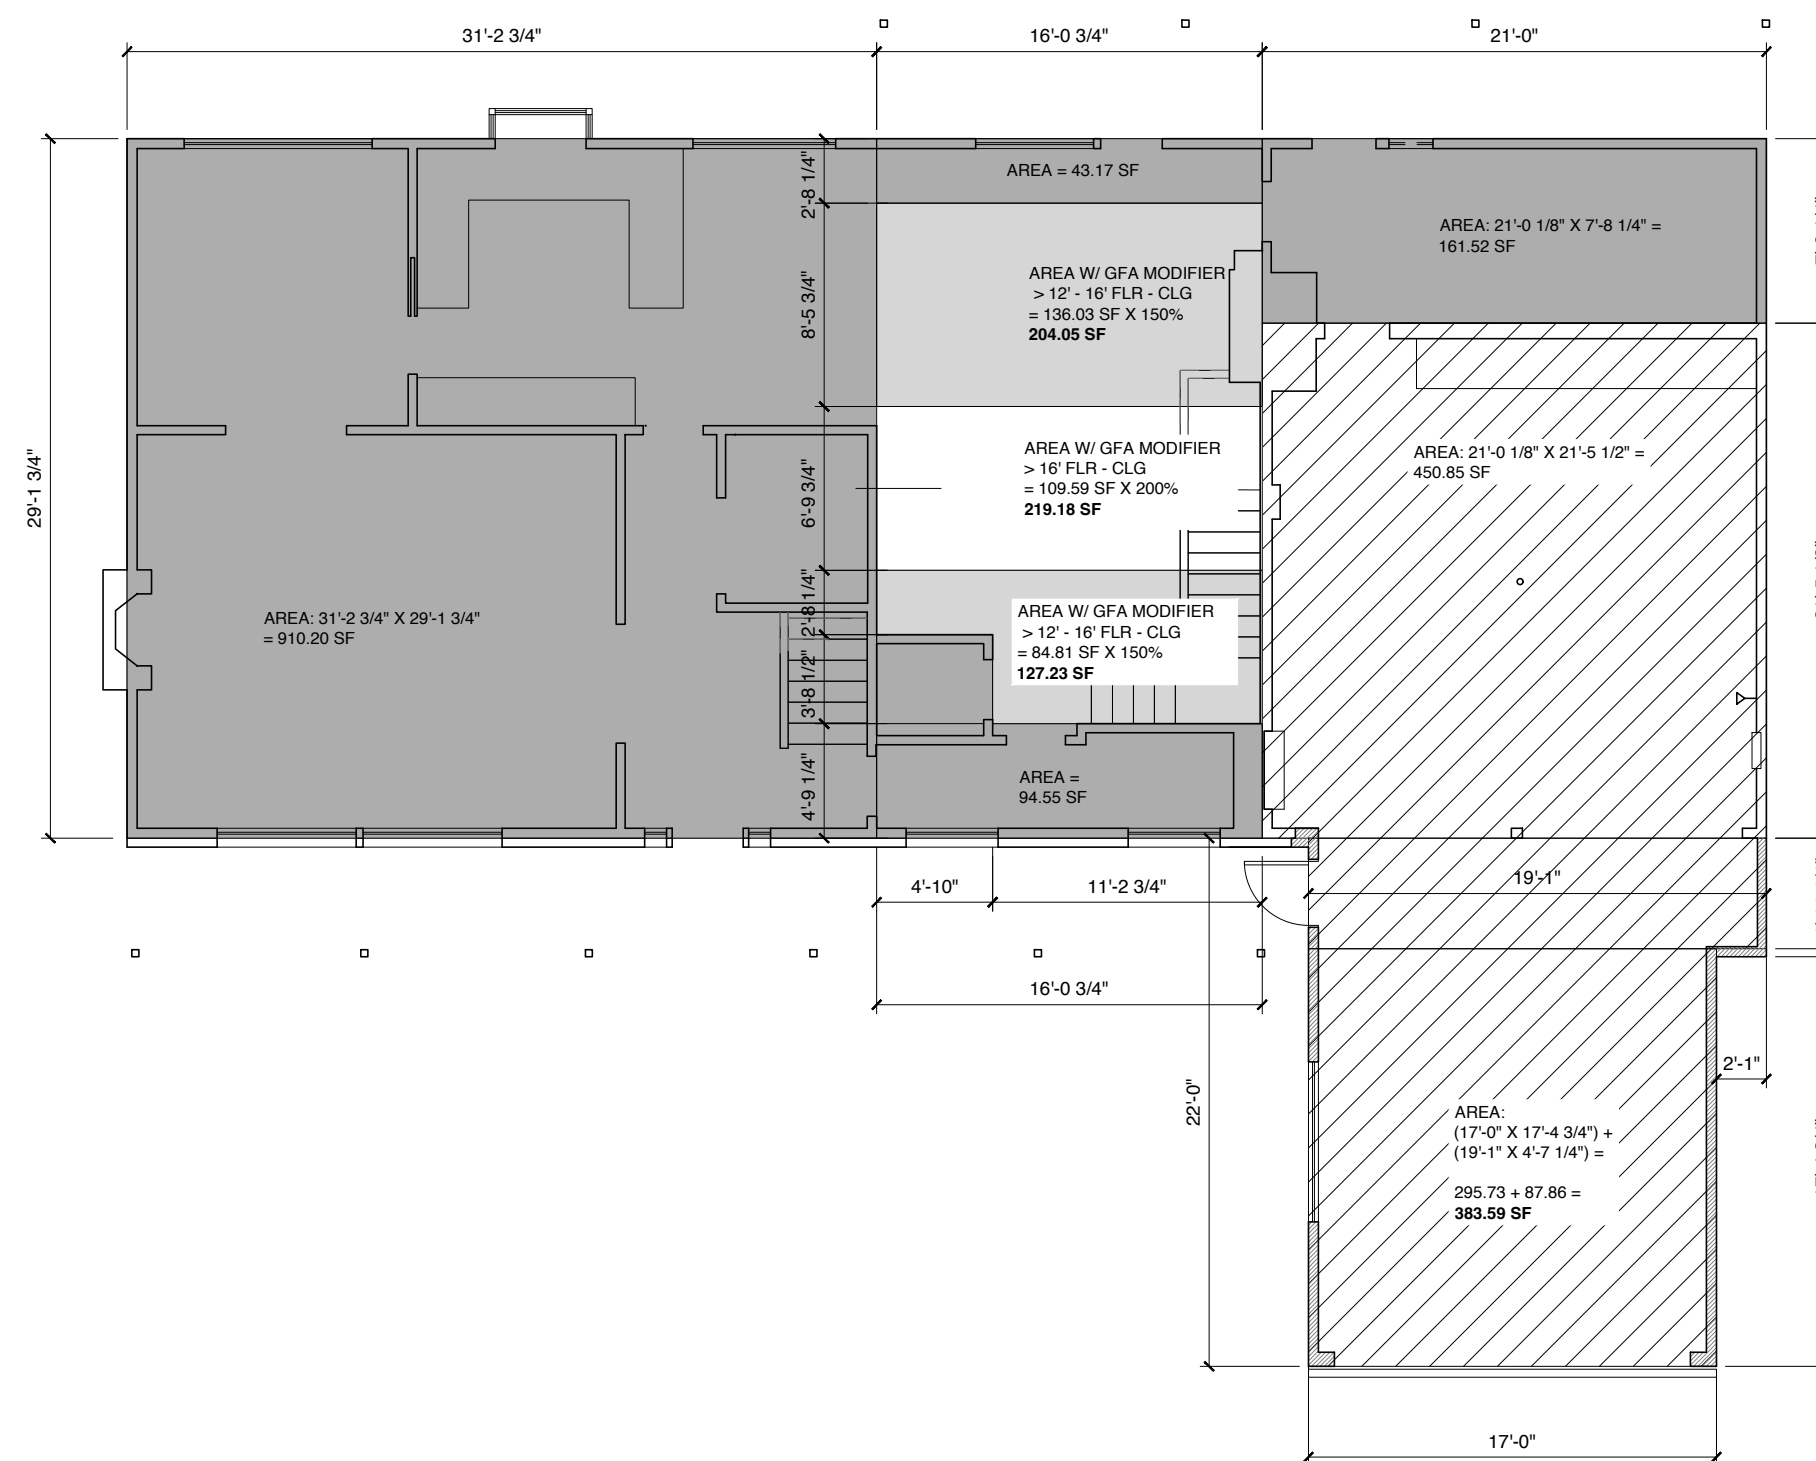 31'-2 3/4"
16'-0 3/4"
21'-0"
29'-1 3/4"
2'-8 1/4"
8'-5 3/4"
6'-9 3/4"
2'-8 1/4"
3'-8 1/2"
4'-9 1/4"
AREA = 43.17 SF
AREA: 21'-0 1/8" X 7'-8 1/4" =
161.52 SF
AREA W/ GFA MODIFIER
> 12' - 16' FLR - CLG
= 136.03 SF X 150%
204.05 SF
AREA W/ GFA MODIFIER
> 16' FLR - CLG
= 109.59 SF X 200%
219.18 SF
AREA: 21'-0 1/8" X 21'-5 1/2" =
450.85 SF
AREA: 31'-2 3/4" X 29'-1 3/4"
= 910.20 SF
AREA W/ GFA MODIFIER
> 12' - 16' FLR - CLG
= 84.81 SF X 150%
127.23 SF
AREA =
94.55 SF
4'-10"
11'-2 3/4"
19'-1"
16'-0 3/4"
22'-0"
2'-1"
AREA:
(17'-0" X 17'-4 3/4") +
(19'-1" X 4'-7 1/4") =
295.73 + 87.86 =
383.59 SF
17'-0"